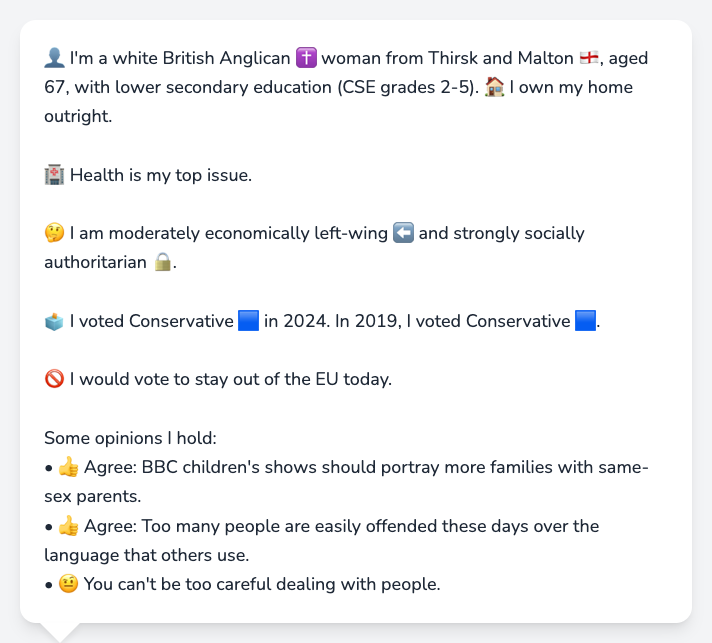 👤 I'm a white British Anglican ✝️ woman from Thirsk and Malton 🏴󠁧󠁢󠁥󠁮󠁧󠁿, aged
67, with lower secondary education (CSE grades 2-5). 🏠 I own my home
outright.
🏥 Health is my top issue.
🤔 I am moderately economically left-wing ⬅️ and strongly socially
authoritarian 🔒.
🗳️ I voted Conservative 🟦 in 2024. In 2019, I voted Conservative 🟦.
🚫 I would vote to stay out of the EU today.
Some opinions I hold:
• 👍 Agree: BBC children's shows should portray more families with same-
sex parents.
• 👍 Agree: Too many people are easily offended these days over the
language that others use.
• 🤨 You can't be too careful dealing with people.